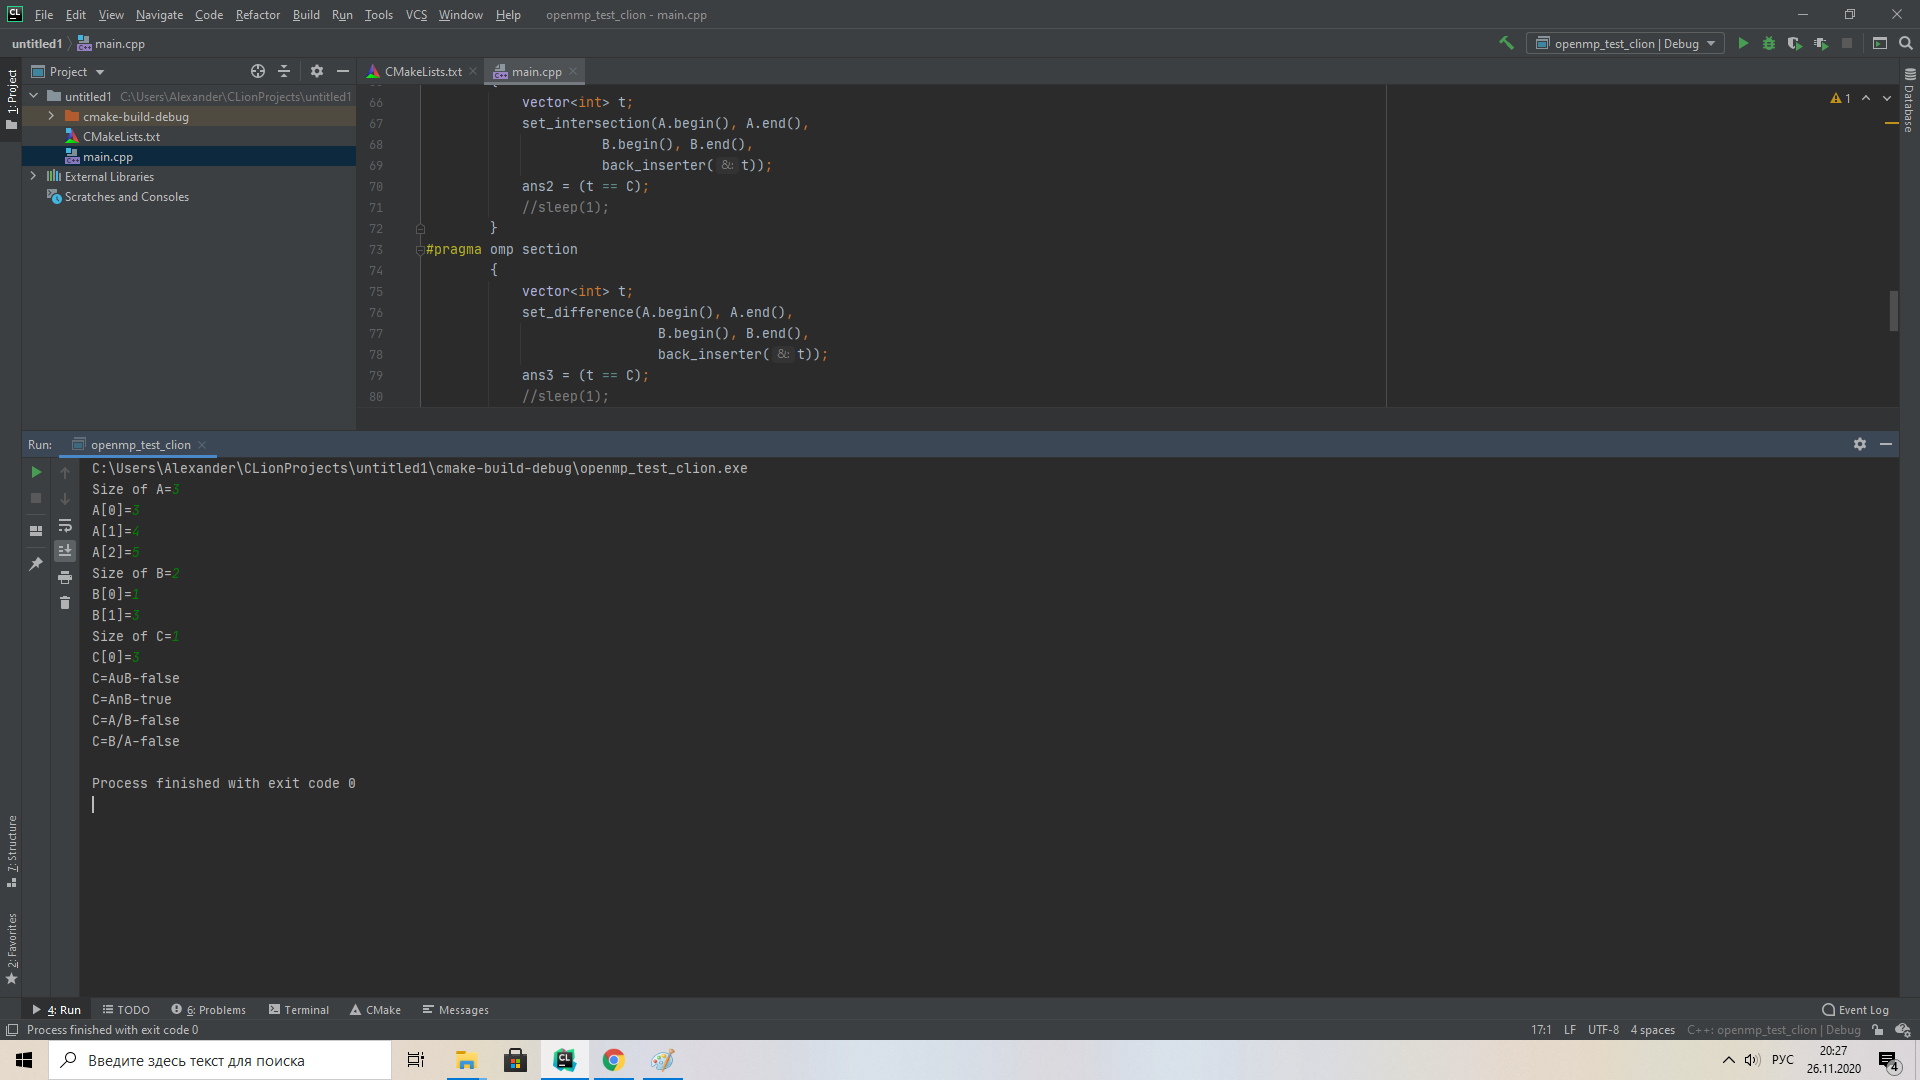 CL File Edit View Navigate Code Refactor Build Run Tools VCS Window Help openmp_test_clion - main.cpp
untitled1 main.cpp openmp_test_clion | Debug
Project CMakeLists.txt main.cpp
1: Project
untitled1 C:\Users\Alexander\CLionProjects\untitled1
cmake-build-debug
CMakeLists.txt
main.cpp
External Libraries
Scratches and Consoles
Database
1
66 vector<int> t;
67 set_intersection(A.begin(), A.end(),
68 B.begin(), B.end(),
69 back_inserter( &: t));
70 ans2 = (t == C);
71 //sleep(1);
72 }
73 #pragma omp section
74 {
75 vector<int> t;
76 set_difference(A.begin(), A.end(),
77 B.begin(), B.end(),
78 back_inserter( &: t));
79 ans3 = (t == C);
80 //sleep(1);
Run: openmp_test_clion
C:\Users\Alexander\CLionProjects\untitled1\cmake-build-debug\openmp_test_clion.exe
Size of A=3
A[0]=3
A[1]=4
A[2]=5
Size of B=2
B[0]=1
B[1]=3
Size of C=1
C[0]=3
C=AuB-false
C=AnB-true
C=A/B-false
C=B/A-false
Process finished with exit code 0
7: Structure
2: Favorites
4: Run TODO 6: Problems Terminal CMake Messages Event Log
Process finished with exit code 0 17:1 LF UTF-8 4 spaces C++: openmp_test_clion | Debug
Введите здесь текст для поиска CL РУС 20:27
26.11.2020 4